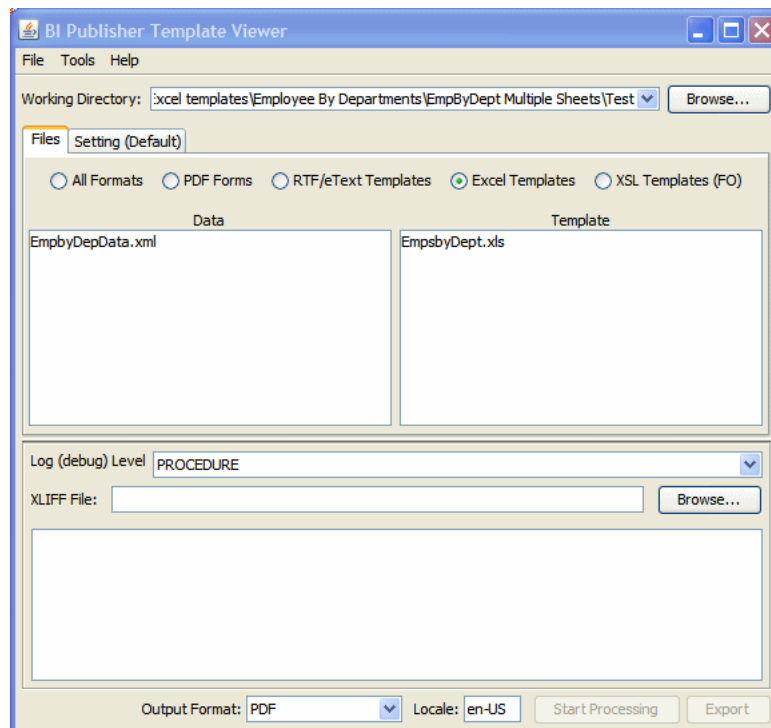 BI Publisher Template Viewer
File Tools Help
Working Directory: Excel templates\Employee By Departments\EmpByDept Multiple Sheets\Test Browse...
Files Setting (Default)
All Formats PDF Forms RTF/eText Templates Excel Templates XSL Templates (FO)
Data Template
EmpbyDepData.xml EmpsbyDept.xls
Log (debug) Level PROCEDURE
XLIFF File: Browse...
Output Format: PDF Locale: en-US Start Processing Export